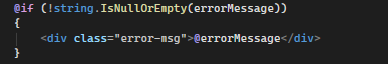 @if (!string.IsNullOrEmpty(errorMessage))
{
    <div class="error-msg">@errorMessage</div>
}